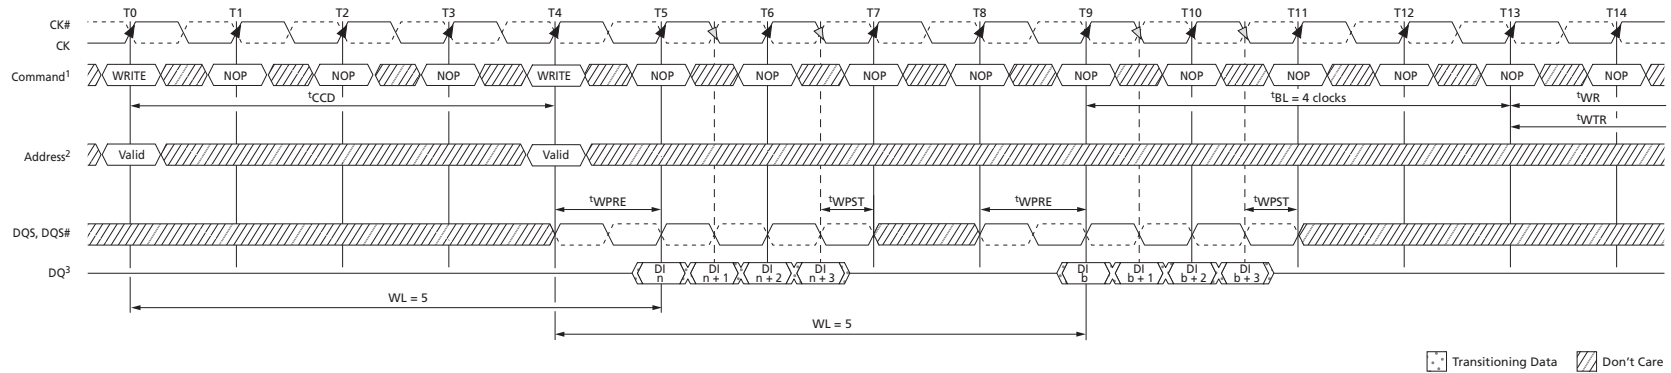 T0 T1 T2 T3 T4 T5 T6 T7 T8 T9 T10 T11 T12 T13 T14
CK#
CK
Command1 WRITE NOP NOP NOP WRITE NOP NOP NOP NOP NOP NOP NOP NOP NOP NOP
tCCD tBL = 4 clocks tWR
tWTR
Address2 Valid Valid
tWPRE tWPST tWPRE tWPST
DQS, DQS#
DQ3 DI n DI n + 1 DI n + 2 DI n + 3 DI b DI b + 1 DI b + 2 DI b + 3
WL = 5
WL = 5
Transitioning Data Don't Care